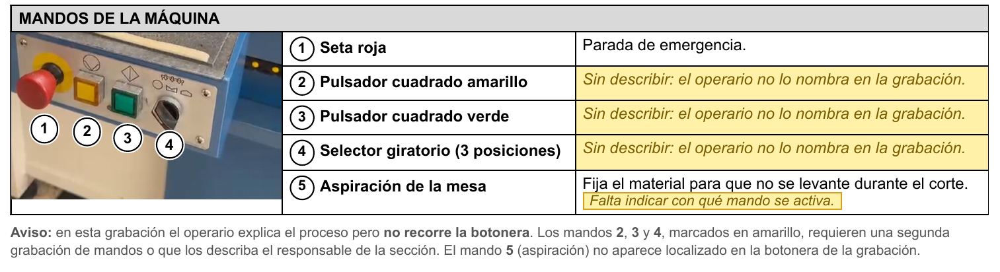 MANDOS DE LA MÁQUINA
1 Seta roja
Parada de emergencia.
2 Pulsador cuadrado amarillo
Sin describir: el operario no lo nombra en la grabación.
3 Pulsador cuadrado verde
Sin describir: el operario no lo nombra en la grabación.
4 Selector giratorio (3 posiciones)
Sin describir: el operario no lo nombra en la grabación.
5 Aspiración de la mesa
Fija el material para que no se levante durante el corte.
Falta indicar con qué mando se activa.
1
2
3
4
Aviso: en esta grabación el operario explica el proceso pero no recorre la botonera. Los mandos 2, 3 y 4, marcados en amarillo, requieren una segunda
grabación de mandos o que los describa el responsable de la sección. El mando 5 (aspiración) no aparece localizado en la botonera de la grabación.